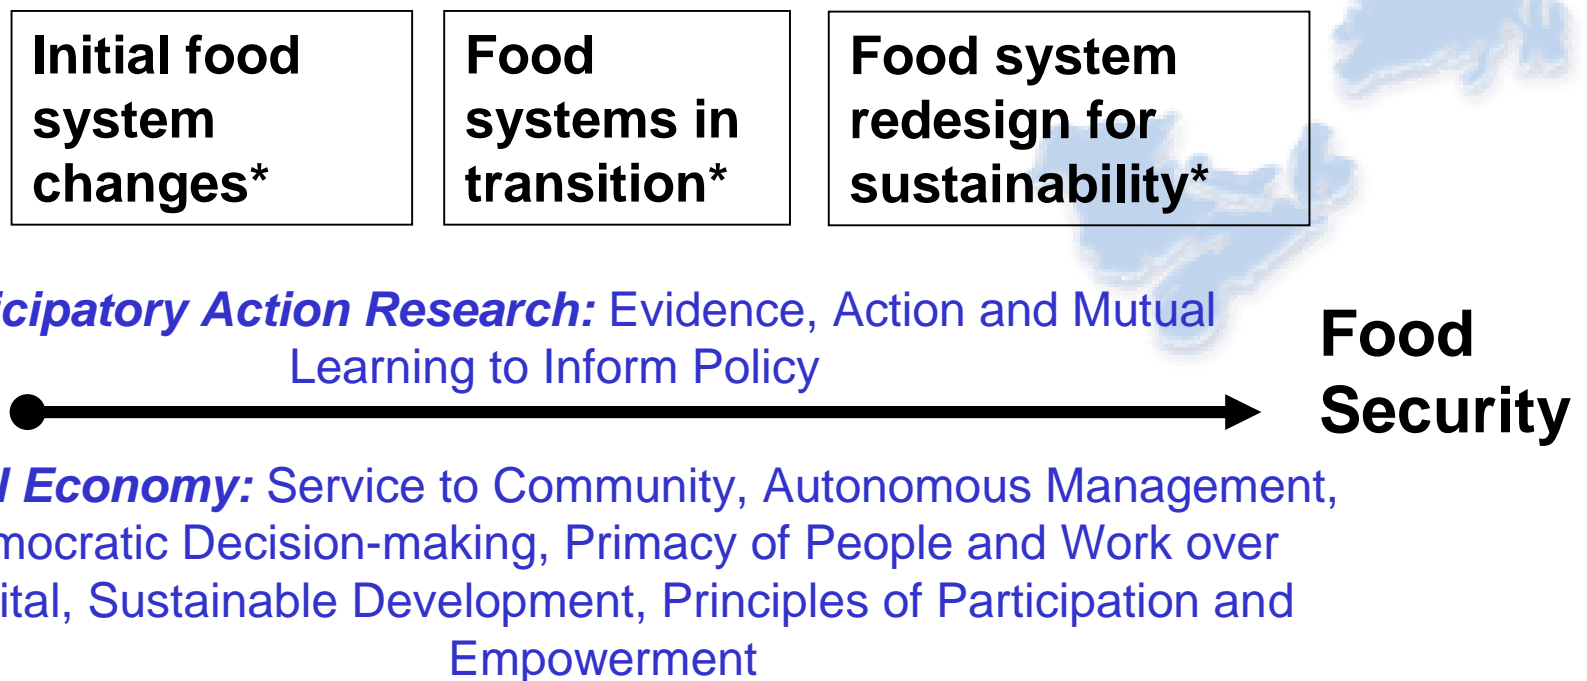 Initial food
system
changes*
Food
systems in
transition*
Food system
redesign for
sustainability*
icipatory Action Research: Evidence, Action and Mutual
Learning to Inform Policy
Food
Security
l Economy: Service to Community, Autonomous Management,
mocratic Decision-making, Primacy of People and Work over
ital, Sustainable Development, Principles of Participation and
Empowerment